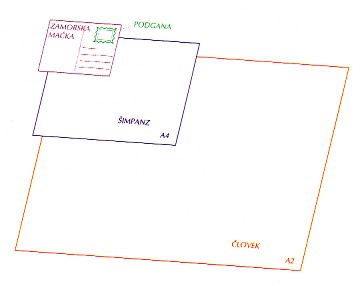 ZAMORSKA
MAČKA
PODGANA
ŠIMPANZ
A4
ČLOVEK
A2